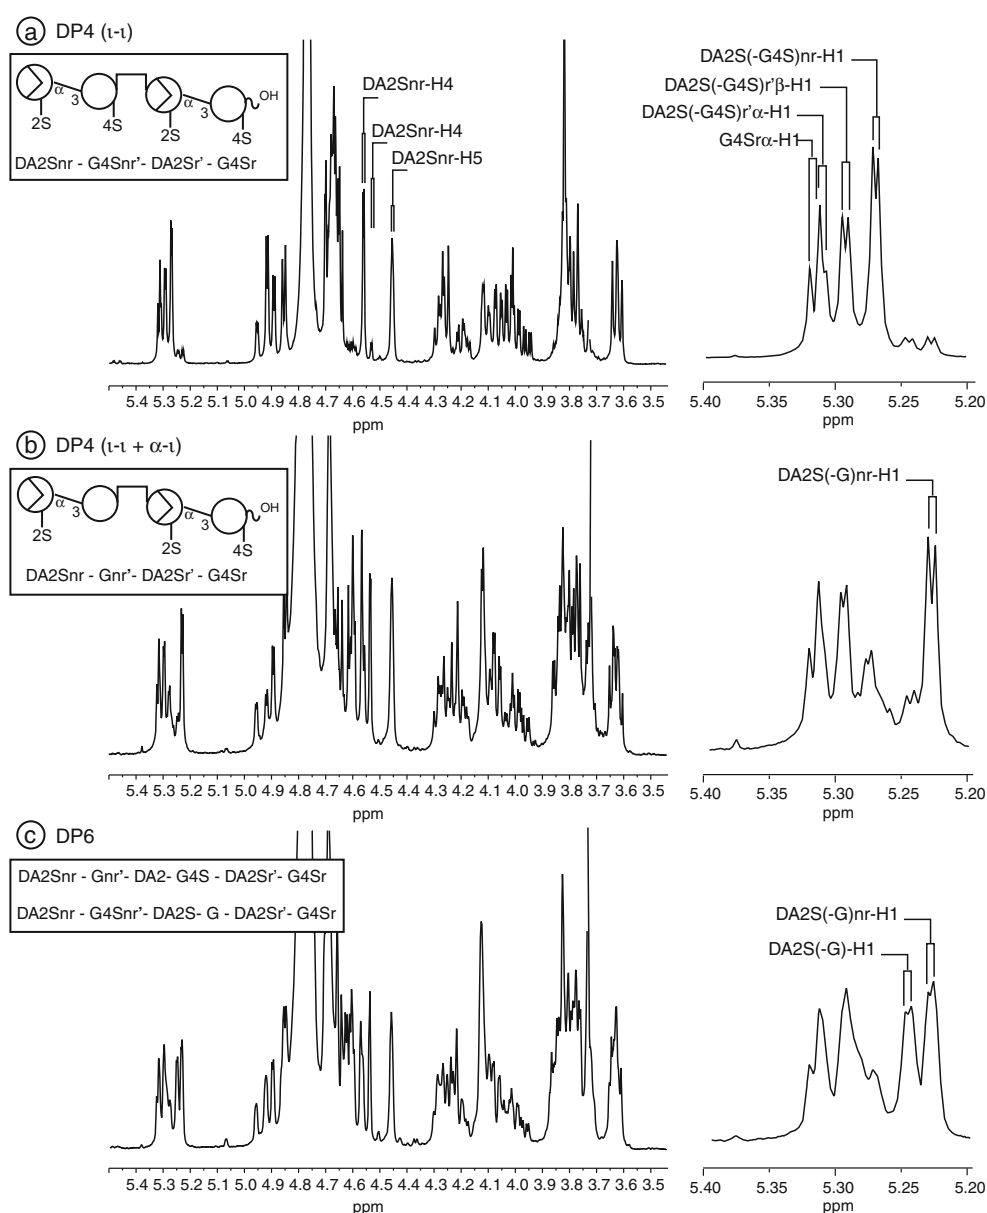 a DP4 (ι-ι)
α 3 α 3 OH
2S 4S 2S 4S
DA2Snr - G4Snr'- DA2Sr' - G4Sr
DA2Snr-H4
DA2Snr-H4
DA2Snr-H5
5.4 5.3 5.2 5.1 5.0 4.9 4.8 4.7 4.6 4.5 4.4 4.3 4.2 4.1 4.0 3.9 3.8 3.7 3.6 3.5
ppm
DA2S(-G4S)nr-H1
DA2S(-G4S)r'β-H1
DA2S(-G4S)r'α-H1
G4Srα-H1
5.40 5.35 5.30 5.25 5.20
ppm
b DP4 (ι-ι + α-ι)
α 3 α 3 OH
2S 2S 4S
DA2Snr - Gnr'- DA2Sr' - G4Sr
5.4 5.3 5.2 5.1 5.0 4.9 4.8 4.7 4.6 4.5 4.4 4.3 4.2 4.1 4.0 3.9 3.8 3.7 3.6 3.5
ppm
DA2S(-G)nr-H1
5.40 5.35 5.30 5.25 5.20
ppm
c DP6
DA2Snr - Gnr'- DA2- G4S - DA2Sr'- G4Sr
DA2Snr - G4Snr'- DA2S- G - DA2Sr'- G4Sr
5.4 5.3 5.2 5.1 5.0 4.9 4.8 4.7 4.6 4.5 4.4 4.3 4.2 4.1 4.0 3.9 3.8 3.7 3.6 3.5
ppm
DA2S(-G)nr-H1
DA2S(-G)-H1
5.40 5.35 5.30 5.25 5.20
ppm